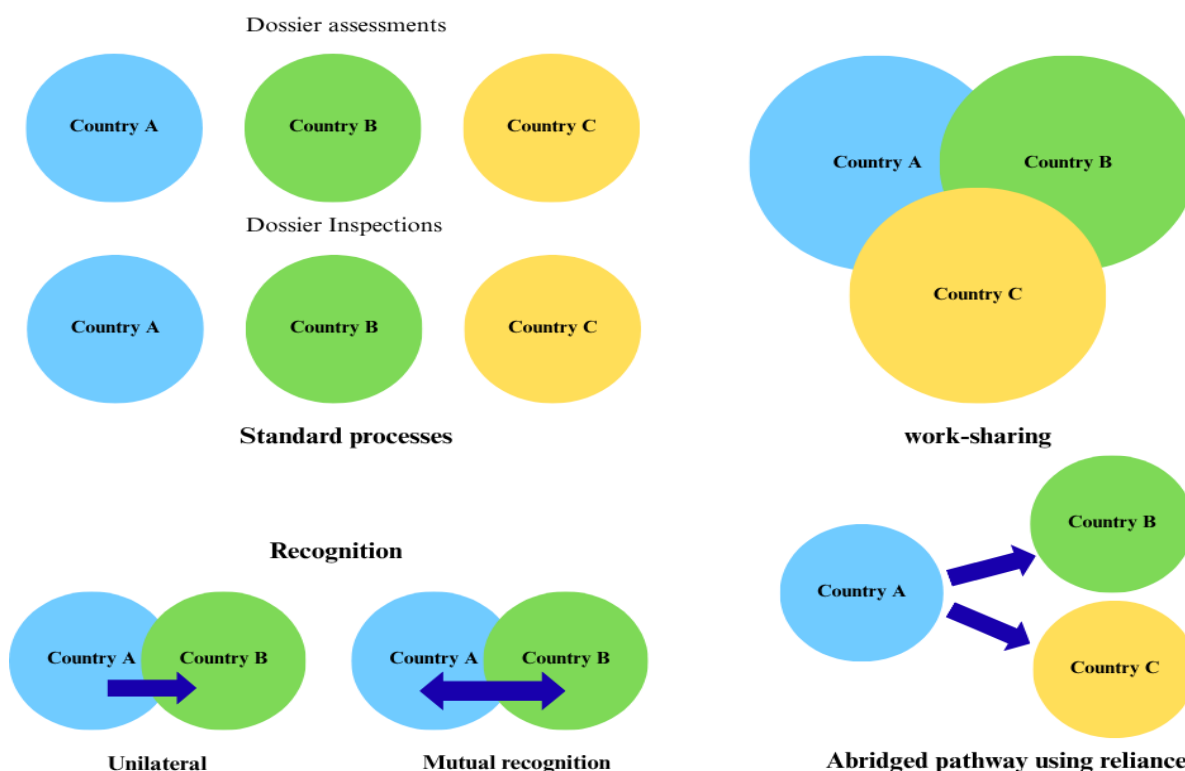 Dossier assessments
Country A
Country B
Country C
Dossier Inspections
Country A
Country B
Country C
Standard processes
Country A
Country B
Country C
work-sharing
Recognition
Country A
Country B
Unilateral
Country A
Country B
Mutual recognition
Country A
Country B
Country C
Abridged pathway using reliance